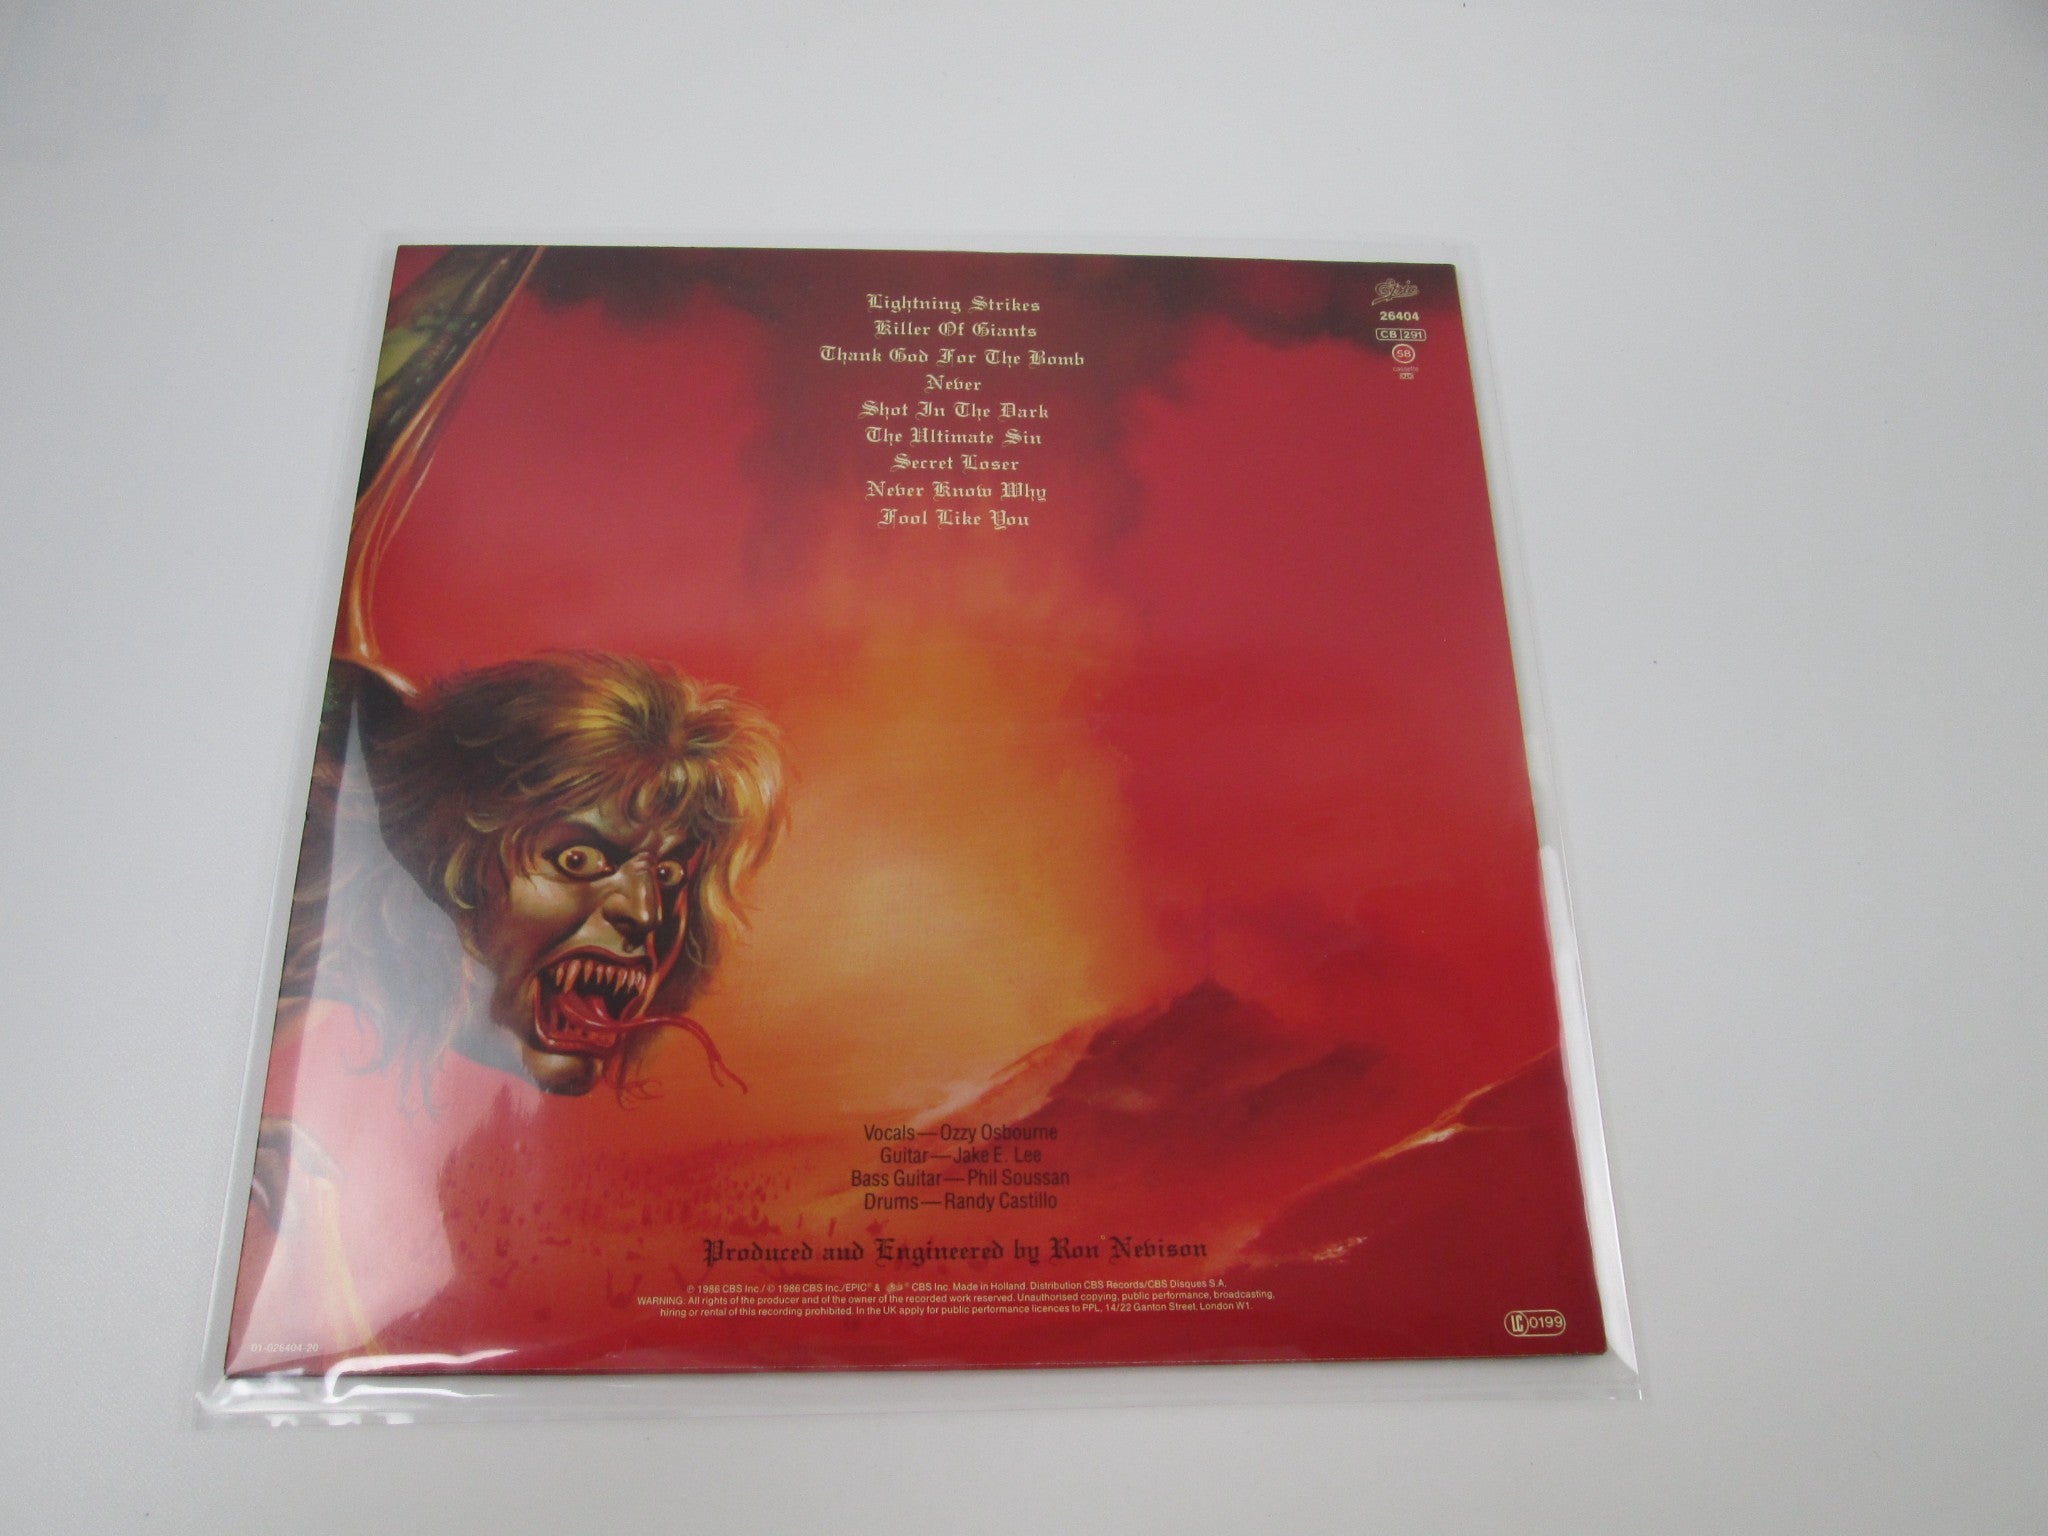 Lightning Strikes
Killer Of Giants
Thank God For The Bomb
Never
Shot In The Dark
The Ultimate Sin
Secret Loser
Never Know Why
Fool Like You
Epic
26404
CB 291
58
cassette
Vocals—Ozzy Osbourne
Guitar—Jake E. Lee
Bass Guitar—Phil Soussan
Drums—Randy Castillo
Produced and Engineered by Ron Nevison
℗ 1986 CBS Inc./ © 1986 CBS Inc./EPIC® & Epic ® CBS Inc. Made in Holland. Distribution CBS Records/CBS Disques S.A.
WARNING: All rights of the producer and of the owner of the recorded work reserved. Unauthorised copying, public performance, broadcasting,
hiring or rental of this recording prohibited. In the UK apply for public performance licences to PPL, 14/22 Ganton Street, London W1.
LC 0199
01-026404-20